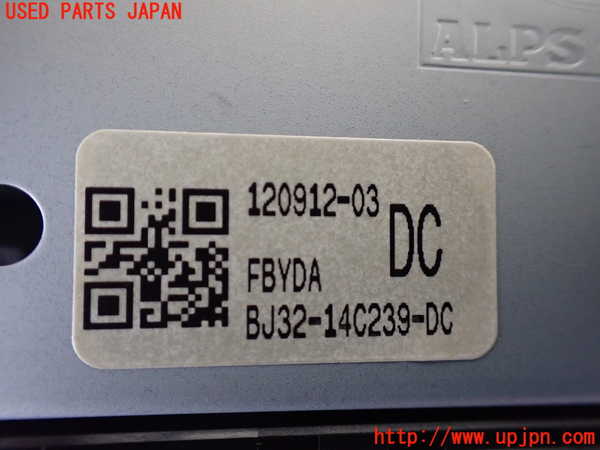 USED PARTS JAPAN
ALPS
120912-03
DC
FBYDA
BJ32-14C239-DC
http://www.upjpn.com